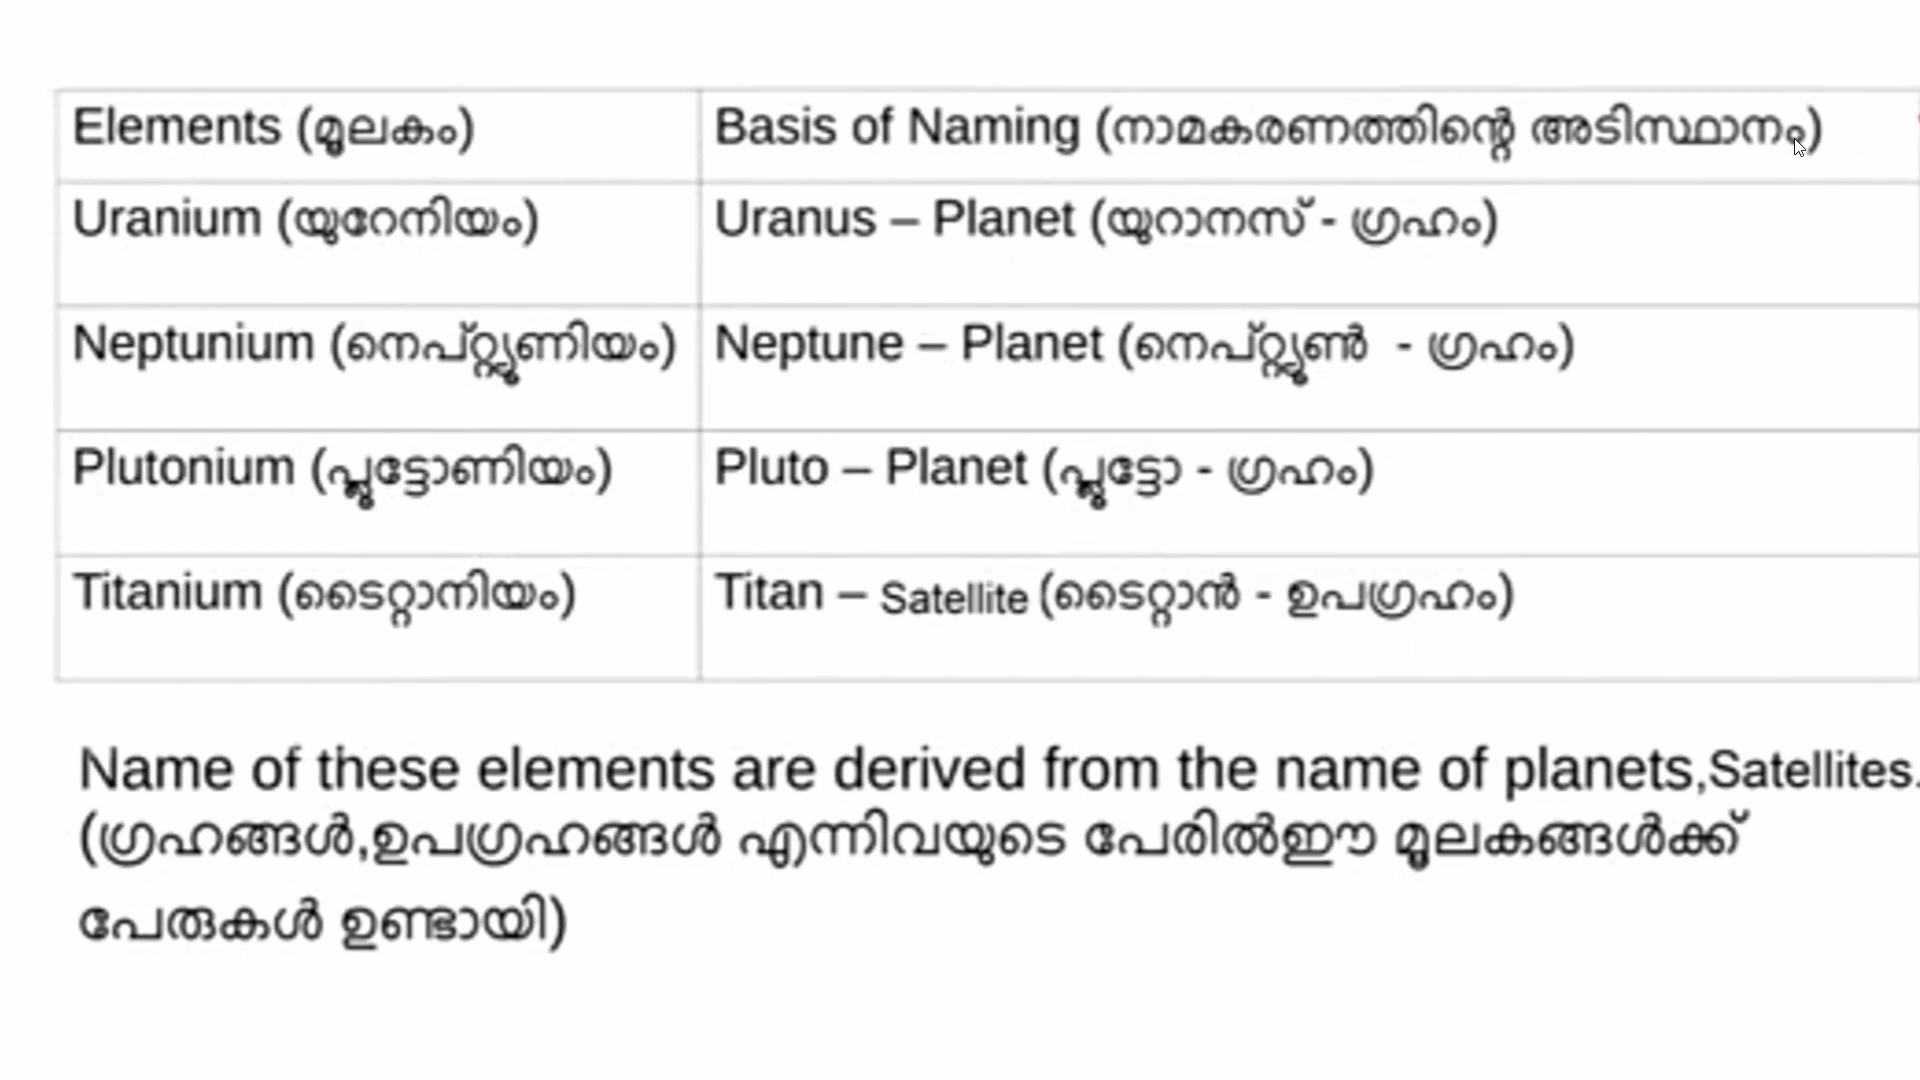 Elements (മൂലകം) Basis of Naming (നാമകരണത്തിന്റെ അടിസ്ഥാനം)
Uranium (യുറേനിയം) Uranus – Planet (യുറാനസ് - ഗ്രഹം)
Neptunium (നെപ്റ്റ്യൂണിയം) Neptune – Planet (നെപ്റ്റ്യൂൺ - ഗ്രഹം)
Plutonium (പ്ലൂട്ടോണിയം) Pluto – Planet (പ്ലൂട്ടോ - ഗ്രഹം)
Titanium (ടൈറ്റാനിയം) Titan – Satellite (ടൈറ്റാൻ - ഉപഗ്രഹം)
Name of these elements are derived from the name of planets,Satellites.
(ഗ്രഹങ്ങൾ,ഉപഗ്രഹങ്ങൾ എന്നിവയുടെ പേരിൽഈ മൂലകങ്ങൾക്ക്
പേരുകൾ ഉണ്ടായി)